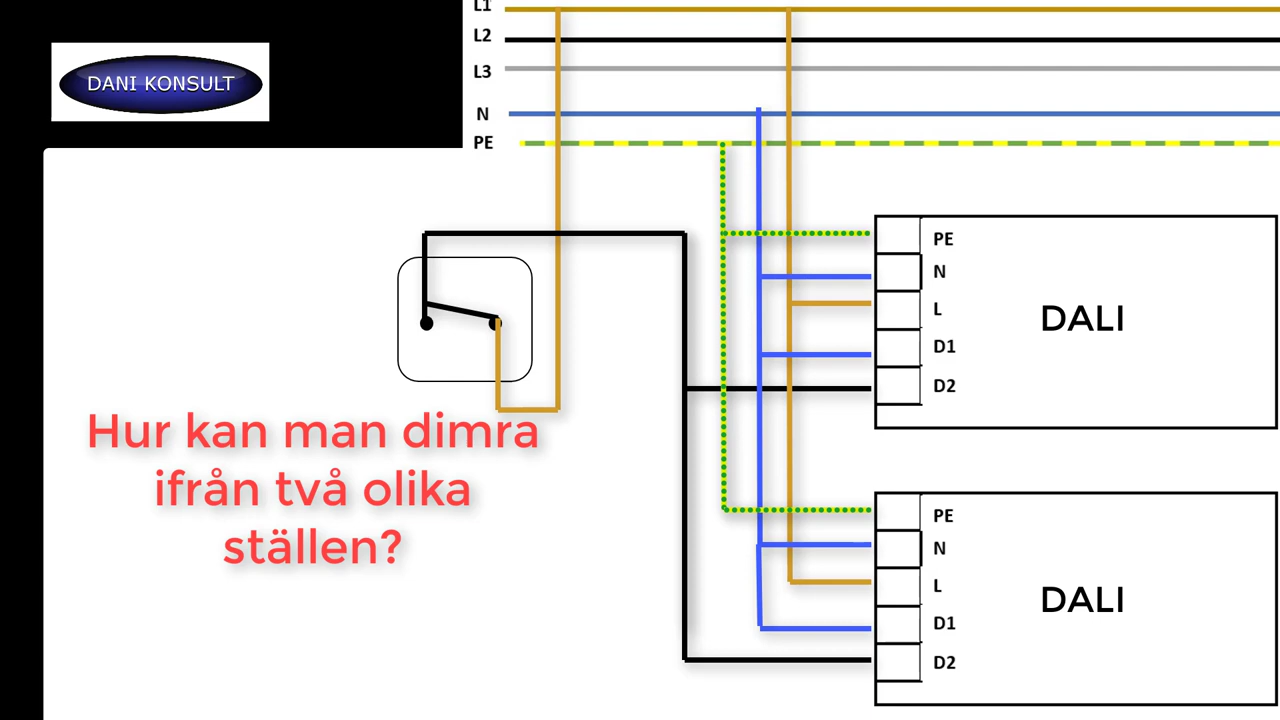 L1
L2
L3
N
PE
DANI KONSULT
PE
N
L
D1
D2
DALI
Hur kan man dimra
ifrån två olika
ställen?
PE
N
L
D1
D2
DALI